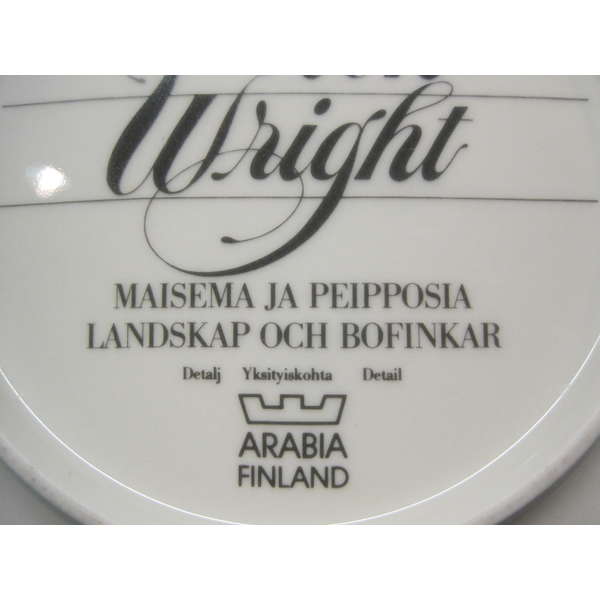 Wright
MAISEMA JA PEIPPOSIA
LANDSKAP OCH BOFINKAR
Detalj Yksityiskohta Detail
ARABIA
FINLAND